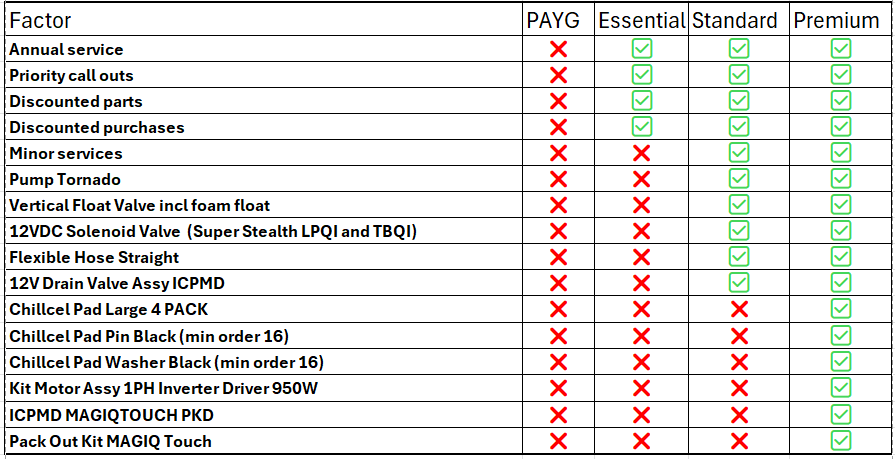 Factor PAYG Essential Standard Premium
Annual service
Priority call outs
Discounted parts
Discounted purchases
Minor services
Pump Tornado
Vertical Float Valve incl foam float
12VDC Solenoid Valve (Super Stealth LPQI and TBQI)
Flexible Hose Straight
12V Drain Valve Assy ICPMD
Chillcel Pad Large 4 PACK
Chillcel Pad Pin Black (min order 16)
Chillcel Pad Washer Black (min order 16)
Kit Motor Assy 1PH Inverter Driver 950W
ICPMD MAGIQTOUCH PKD
Pack Out Kit MAGIQ Touch